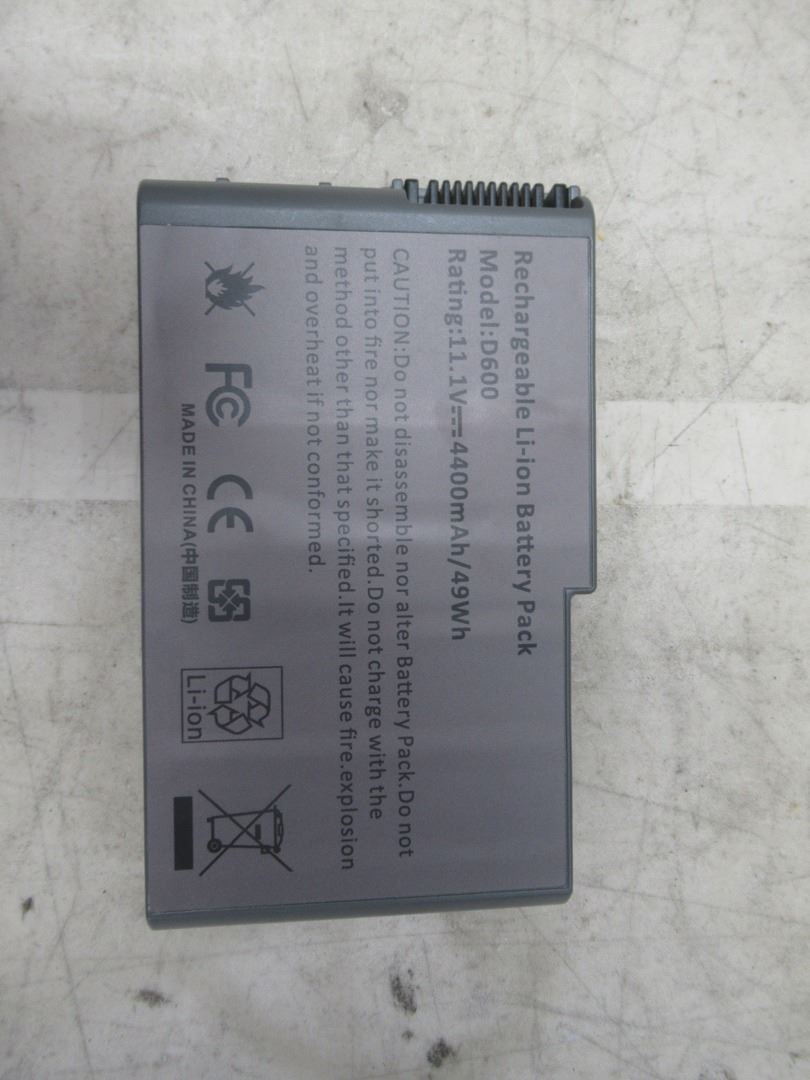 Rechargeable Li-ion Battery Pack
Model:D600
Rating:11.1V⎓4400mAh/49Wh
CAUTION:Do not disassemble nor alter Battery Pack.Do not
put into fire nor make it shorted.Do not charge with the
method other than that specified.It will cause fire.explosion
and overheat if not conformed.
FC
CE
Li-ion
MADE IN CHINA(中国制造)